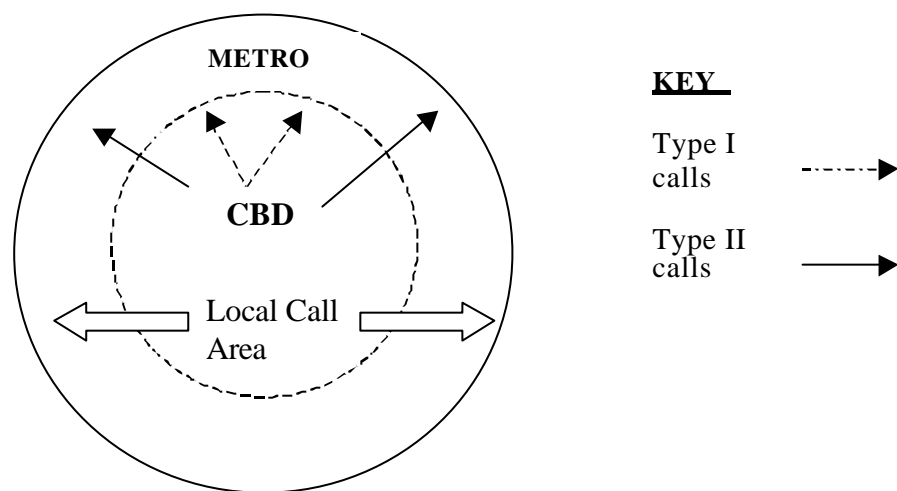 METRO
CBD
Local Call
Area
KEY
Type I
calls
Type II
calls